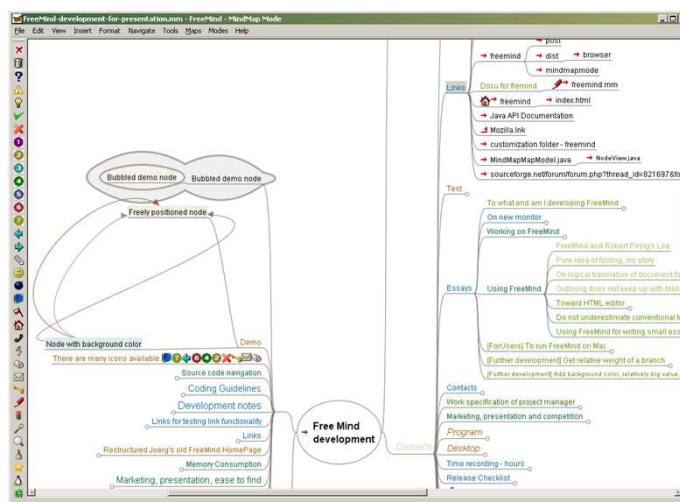 FreeMind-development-for-presentation.mm - FreeMind - MindMap Mode
File Edit View Insert Format Navigate Tools Maps Modes Help
post
freemind
dist
browser
mindmapmode
Links
Docu for fremind
freemind.mm
freemind
index.html
Java API Documentation
Mozilla.lnk
customization folder - freemind
MindMapMapModel.java
NodeView.java
sourceforge.net/forum/forum.php?thread_id=821697&fo
Test
Bubbled demo node
Bubbled demo node
Freely positioned node
To what end am I developing FreeMind
On new monitor
Working on FreeMind
FreeMind and Robert Pirsig's Lila
Pure idea of folding, my story
On logical translation of document fa
Outlining does not keep up with foldi
Essays
Using FreeMind
Toward HTML editor
Do not underestimate conventional t
Using FreeMind for writing small ess
[ForUsers] To run FreeMind on Mac
[Further development] Get relative weight of a branch
[Further development] Add background color, relatively big value,
Node with background color
Demo
There are many icons available
Source code navigation
Coding Guidelines
Development notes
Links for testing link functionality
Links
Restructured Joerg's old FreeMind HomePage
Memory Consumption
Marketing, presentation, ease to find
Free Mind
development
Daniel's
Contacts
Work specification of project manager
Marketing, presentation and competition
Program
Desktop
Time recording - hours
Release Checklist